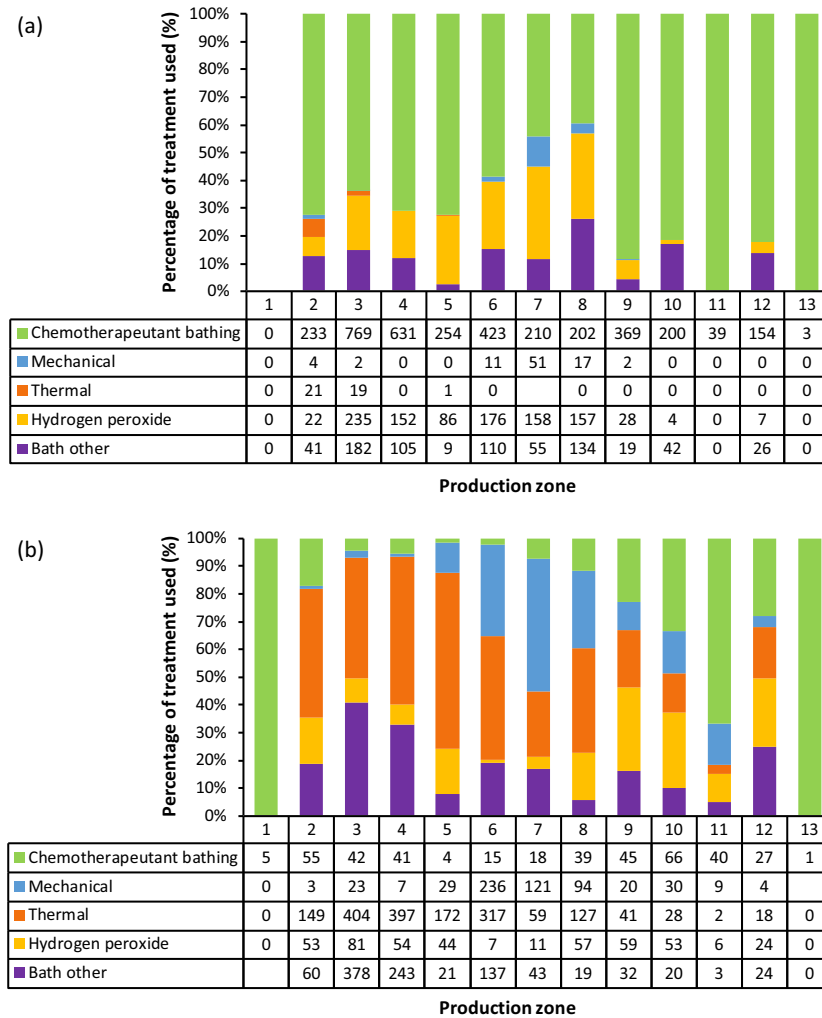 (a)
Percentage of treatment used (%)
100%
90%
80%
70%
60%
50%
40%
30%
20%
10%
0%
1 2 3 4 5 6 7 8 9 10 11 12 13
Chemotherapeutant bathing 0 233 769 631 254 423 210 202 369 200 39 154 3
Mechanical 0 4 2 0 0 11 51 17 2 0 0 0 0
Thermal 0 21 19 0 1 0 0 0 0 0 0 0
Hydrogen peroxide 0 22 235 152 86 176 158 157 28 4 0 7 0
Bath other 0 41 182 105 9 110 55 134 19 42 0 26 0
Production zone
(b)
Percentage of treatment used (%)
100%
90%
80%
70%
60%
50%
40%
30%
20%
10%
0%
1 2 3 4 5 6 7 8 9 10 11 12 13
Chemotherapeutant bathing 5 55 42 41 4 15 18 39 45 66 40 27 1
Mechanical 0 3 23 7 29 236 121 94 20 30 9 4
Thermal 0 149 404 397 172 317 59 127 41 28 2 18 0
Hydrogen peroxide 0 53 81 54 44 7 11 57 59 53 6 24 0
Bath other 60 378 243 21 137 43 19 32 20 3 24 0
Production zone